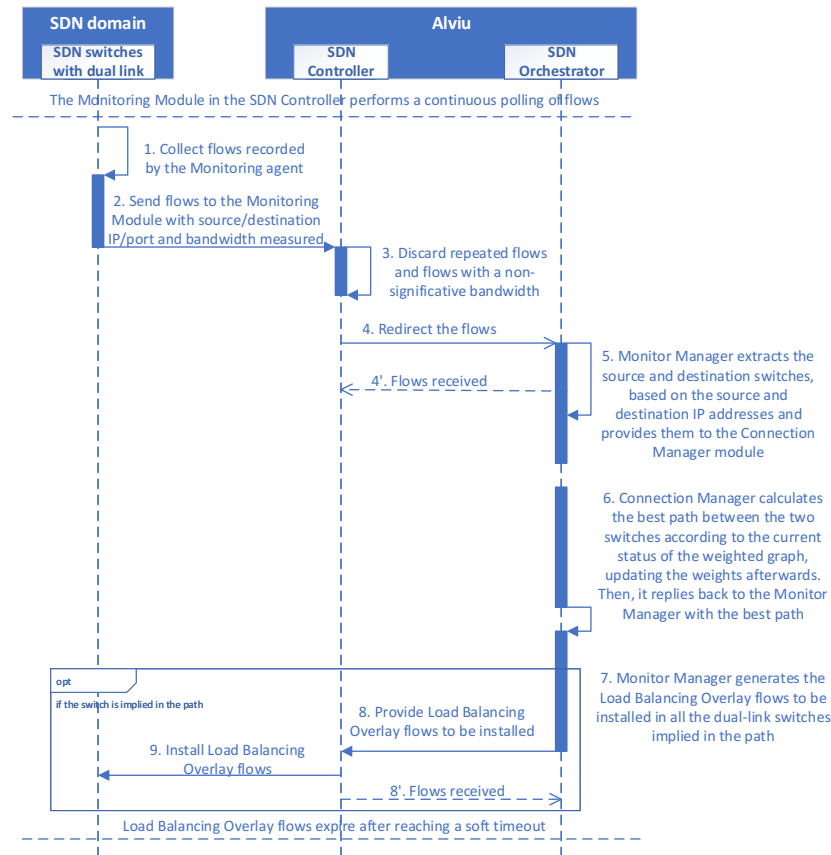 SDN domain
Alviu
SDN switches
with dual link
SDN
Controller
SDN
Orchestrator
The Monitoring Module in the SDN Controller performs a continuous polling of flows
1. Collect flows recorded
by the Monitoring agent
2. Send flows to the Monitoring
Module with source/destination
IP/port and bandwidth measured
3. Discard repeated flows
and flows with a non-
significative bandwidth
4. Redirect the flows
4'. Flows received
5. Monitor Manager extracts the
source and destination switches,
based on the source and
destination IP addresses and
provides them to the Connection
Manager module
6. Connection Manager calculates
the best path between the two
switches according to the current
status of the weighted graph,
updating the weights afterwards.
Then, it replies back to the Monitor
Manager with the best path
opt
if the switch is implied in the path
7. Monitor Manager generates the
Load Balancing Overlay flows to be
installed in all the dual-link switches
implied in the path
8. Provide Load Balancing
Overlay flows to be installed
9. Install Load Balancing
Overlay flows
8'. Flows received
Load Balancing Overlay flows expire after reaching a soft timeout